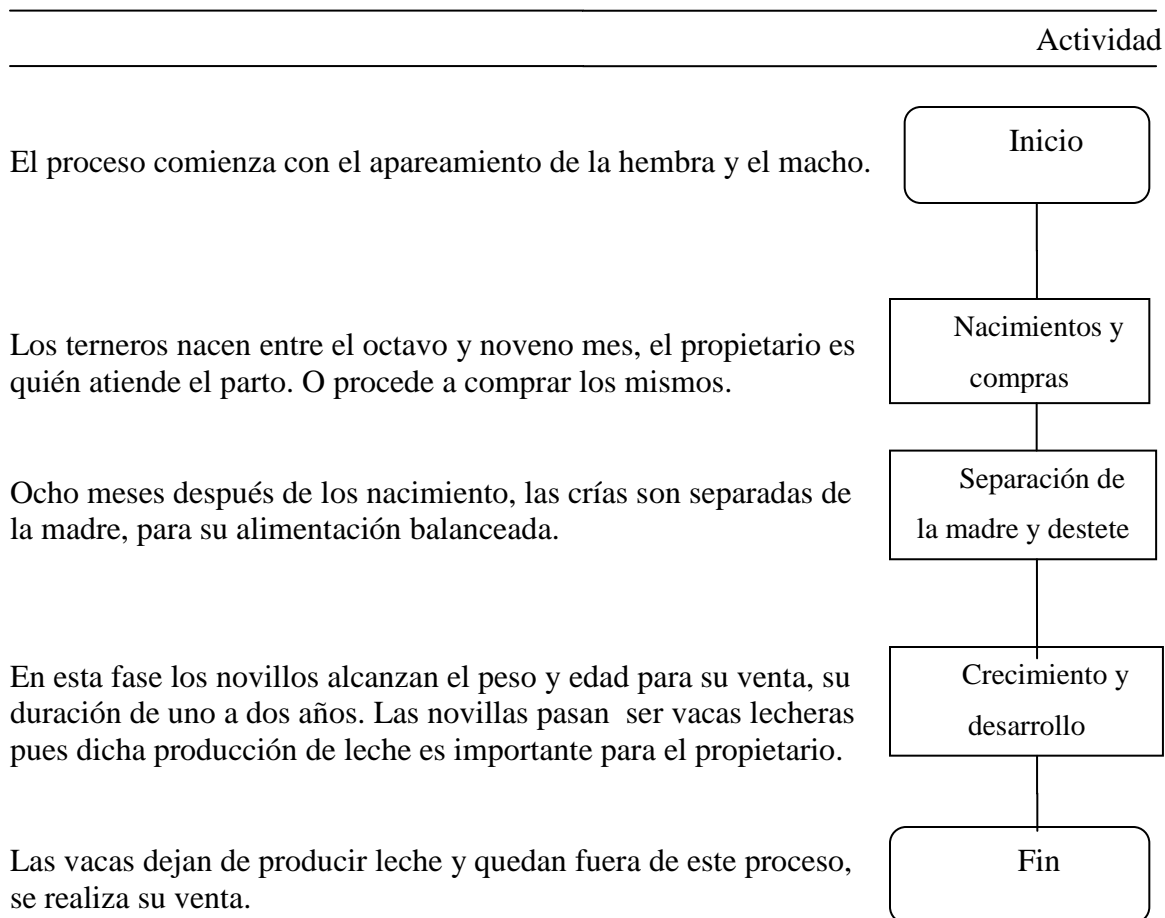 Actividad
El proceso comienza con el apareamiento de la hembra y el macho.
Inicio
Los terneros nacen entre el octavo y noveno mes, el propietario es
quién atiende el parto. O procede a comprar los mismos.
Nacimientos y
compras
Ocho meses después de los nacimiento, las crías son separadas de
la madre, para su alimentación balanceada.
Separación de
la madre y destete
En esta fase los novillos alcanzan el peso y edad para su venta, su
duración de uno a dos años. Las novillas pasan ser vacas lecheras
pues dicha producción de leche es importante para el propietario.
Crecimiento y
desarrollo
Las vacas dejan de producir leche y quedan fuera de este proceso,
se realiza su venta.
Fin